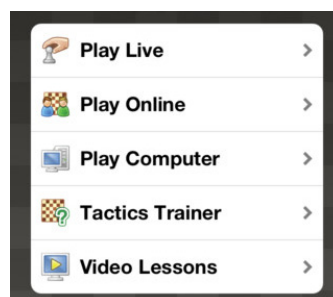 Play Live
Play Online
Play Computer
Tactics Trainer
Video Lessons